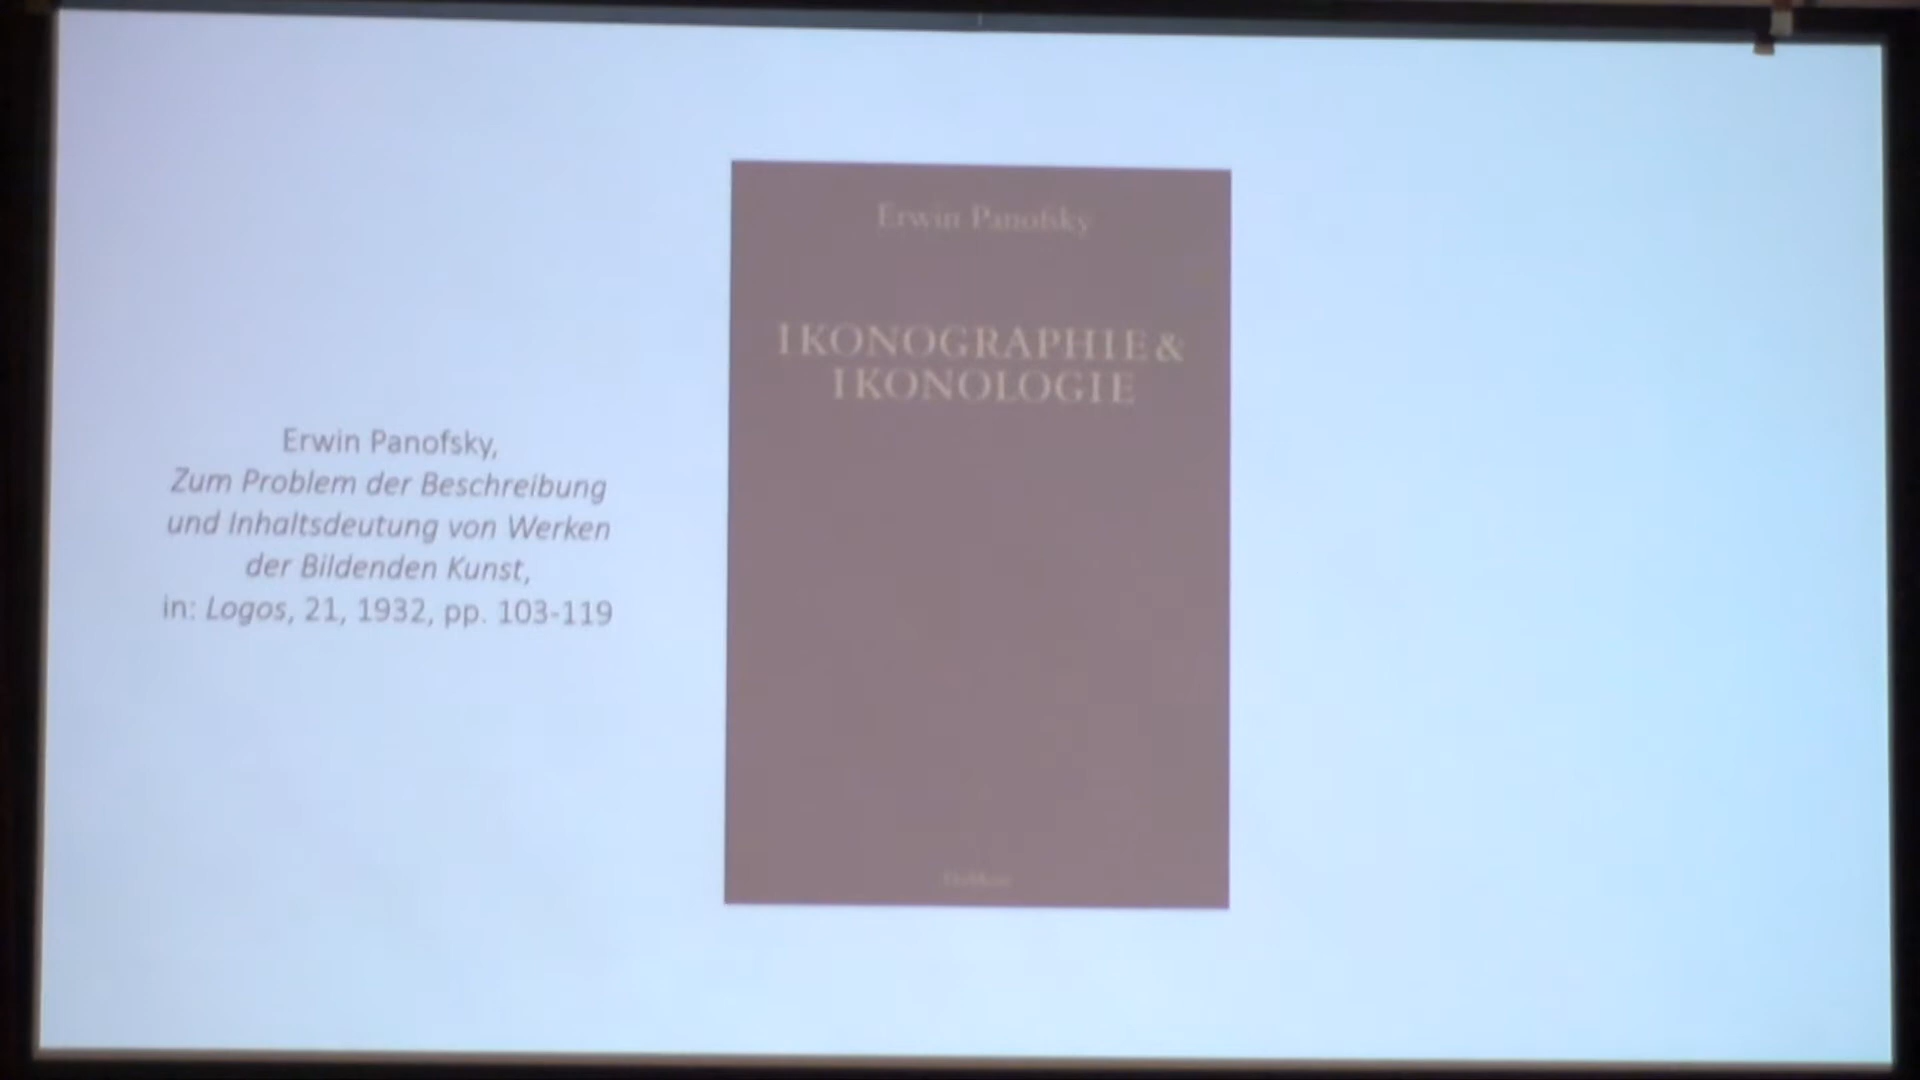 Erwin Panofsky,
Zum Problem der Beschreibung
und Inhaltsdeutung von Werken
der Bildenden Kunst,
in: Logos, 21, 1932, pp. 103-119
Erwin Panofsky
IKONOGRAPHIE &
IKONOLOGIE